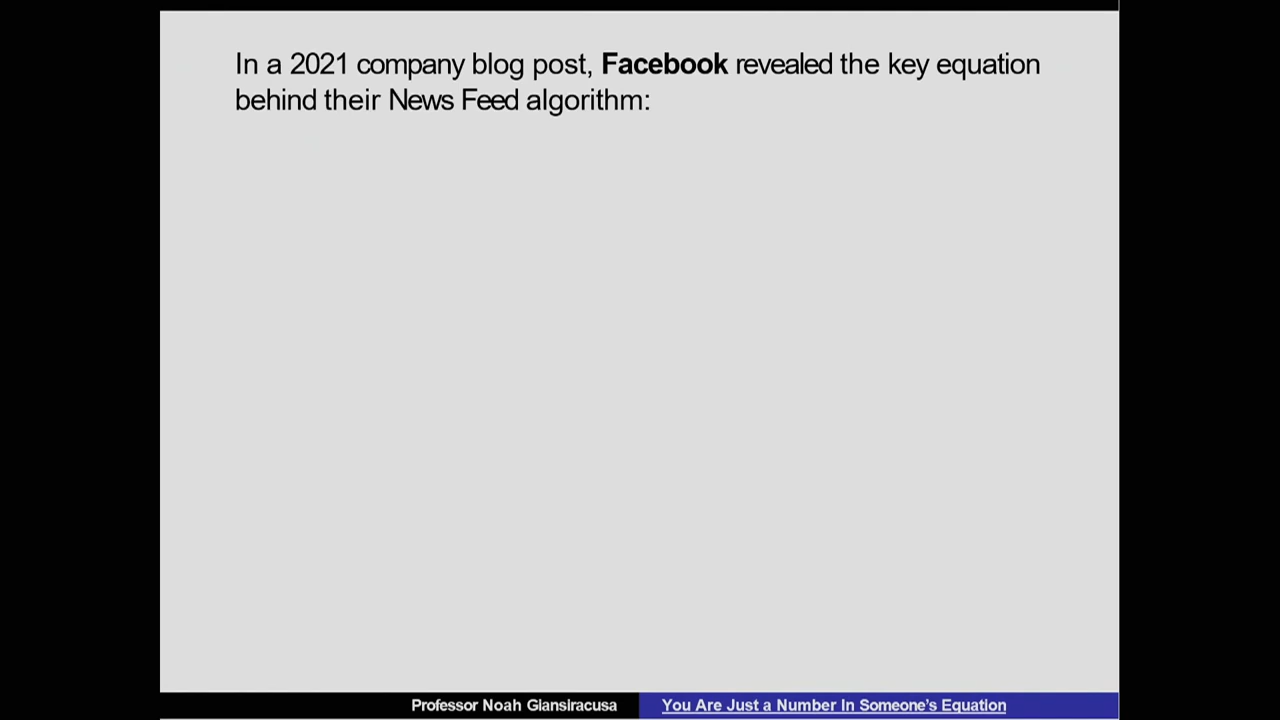 In a 2021 company blog post, Facebook revealed the key equation
behind their News Feed algorithm:
Professor Noah Giansiracusa
You Are Just a Number In Someone's Equation